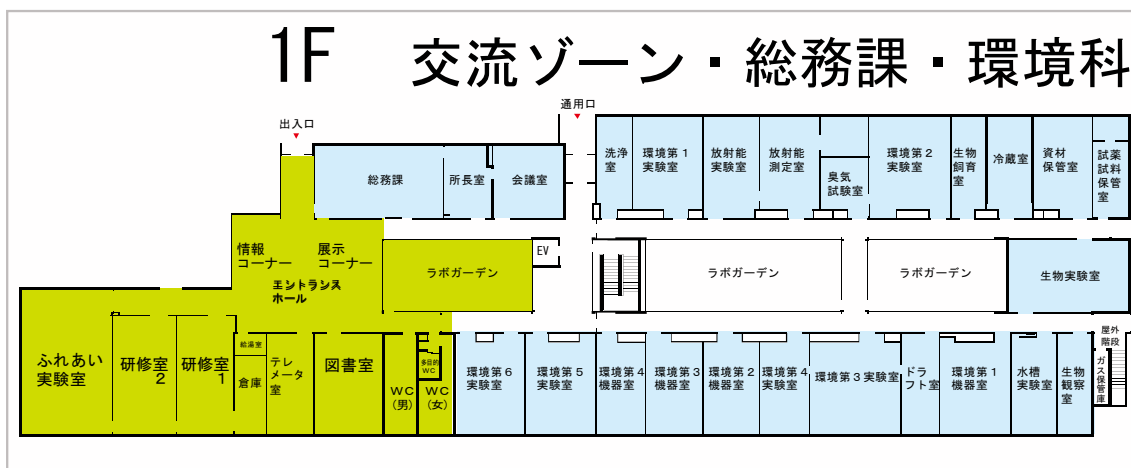 1F 交流ゾーン・総務課・環境科
通用口
出入口
総務課
所長室
会議室
洗浄
室
環境第１
実験室
放射能
実験室
放射能
測定室
臭気
試験室
環境第２
実験室
生物
飼育
室
冷蔵室
資材
保管室
試薬
試料
保管
室
情報
コーナー
展示
コーナー
エントランス
ホール
ラボガーデン
EV
ラボガーデン
ラボガーデン
生物実験室
ふれあい
実験室
研修室
2
研修室
1
給湯室
倉庫
テレ
メータ
室
図書室
WC
(男)
多目的
WC
WC
(女)
環境第６
実験室
環境第５
実験室
環境第４
機器室
環境第３
機器室
環境第２
機器室
環境第４
実験室
環境第３実験室
ドラ
フト室
環境第１
機器室
水槽
実験室
生物
観察
室
屋外
階段
ガス保管庫